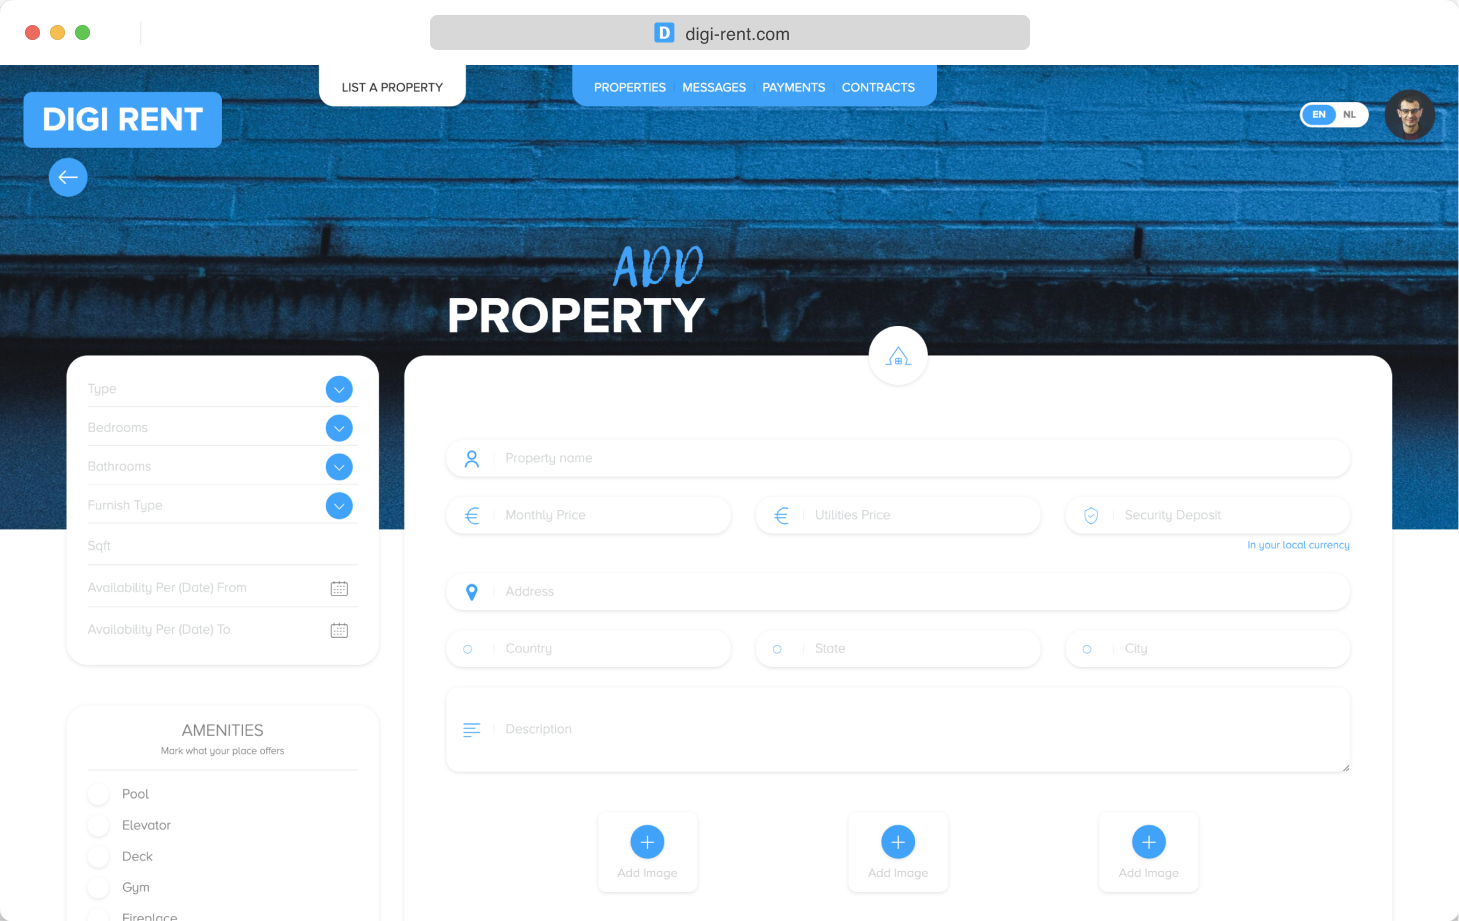 D digi-rent.com
LIST A PROPERTY
PROPERTIES MESSAGES PAYMENTS CONTRACTS
DIGI RENT
EN NL
ADD
PROPERTY
Type
Bedrooms
Bathrooms
Furnish Type
Sqft
Availability Per (Date) From
Availability Per (Date) To
AMENITIES
Mark what your place offers
Pool
Elevator
Deck
Gym
Fireplace
Property name
Monthly Price
Utilities Price
Security Deposit
In your local currency
Address
Country
State
City
Description
Add Image
Add Image
Add Image